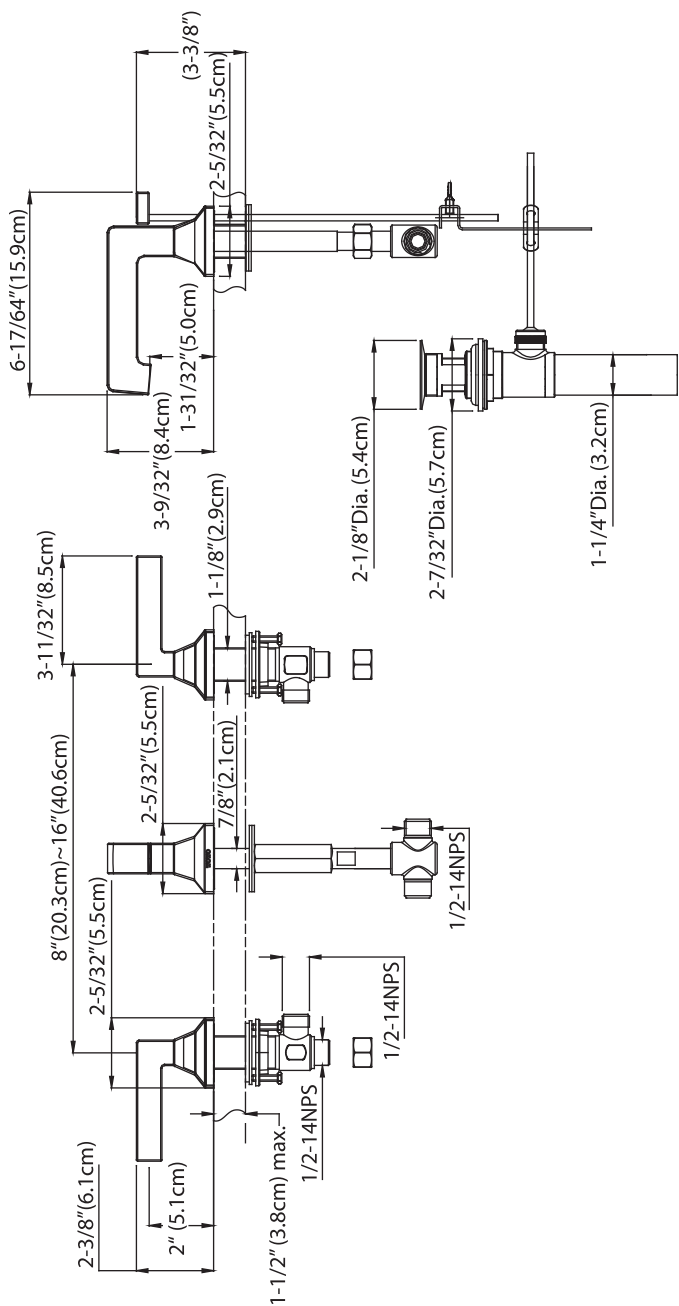 6-17/64”(15.9cm)
(3-3/8”)
2-5/32”(5.5cm)
1-31/32”(5.0cm)
3-9/32”(8.4cm)
2-1/8”Dia.(5.4cm)
2-7/32”Dia.(5.7cm)
1-1/4”Dia.(3.2cm)
3-11/32”(8.5cm)
1-1/8”(2.9cm)
8”(20.3cm)~16”(40.6cm)
2-5/32”(5.5cm)
7/8”(2.1cm)
2-5/32”(5.5cm)
1/2-14NPS
1/2-14NPS
1/2-14NPS
2-3/8”(6.1cm)
2” (5.1cm)
1-1/2” (3.8cm) max.